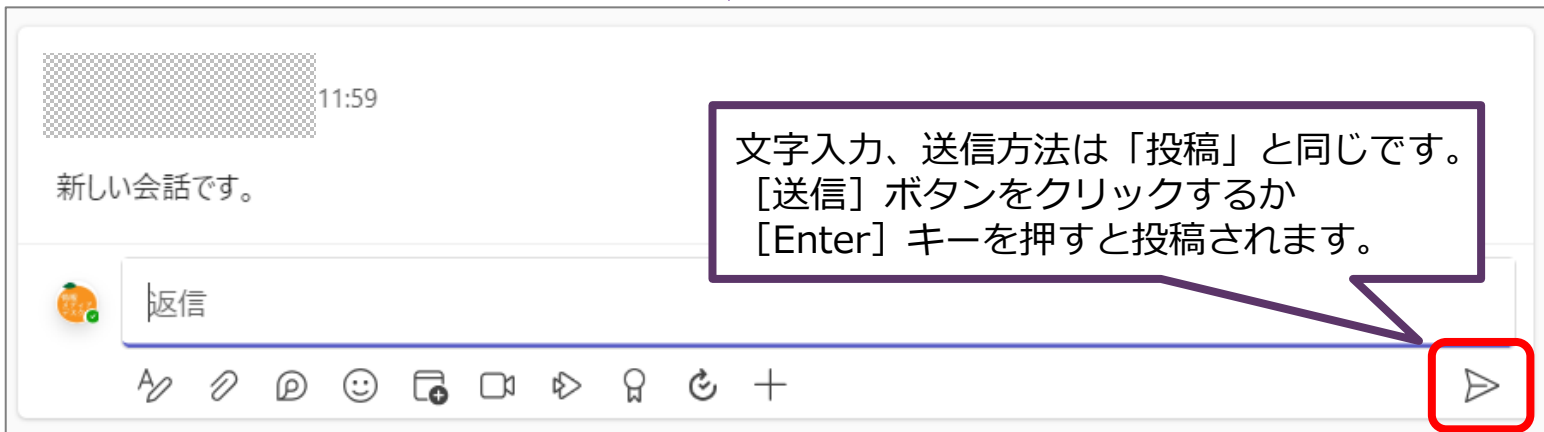 11:59
新しい会話です。
文字入力、送信方法は「投稿」と同じです。
［送信］ボタンをクリックするか
［Enter］キーを押すと投稿されます。
返信